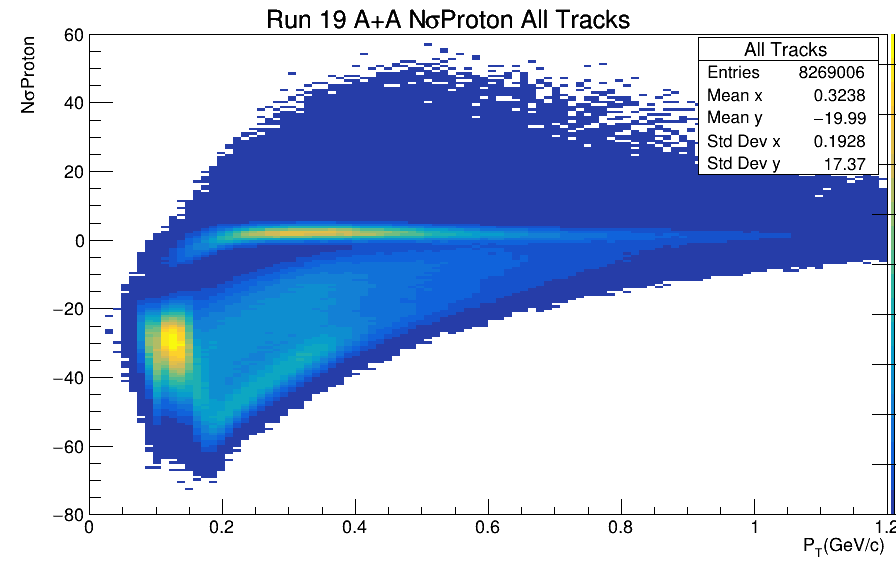 Run 19 A+A NσProton All Tracks
NσProton
All Tracks
Entries 8269006
Mean x 0.3238
Mean y −19.99
Std Dev x 0.1928
Std Dev y 17.37
60
40
20
0
−20
−40
−60
−80
0 0.2 0.4 0.6 0.8 1 1.2
P_T(GeV/c)